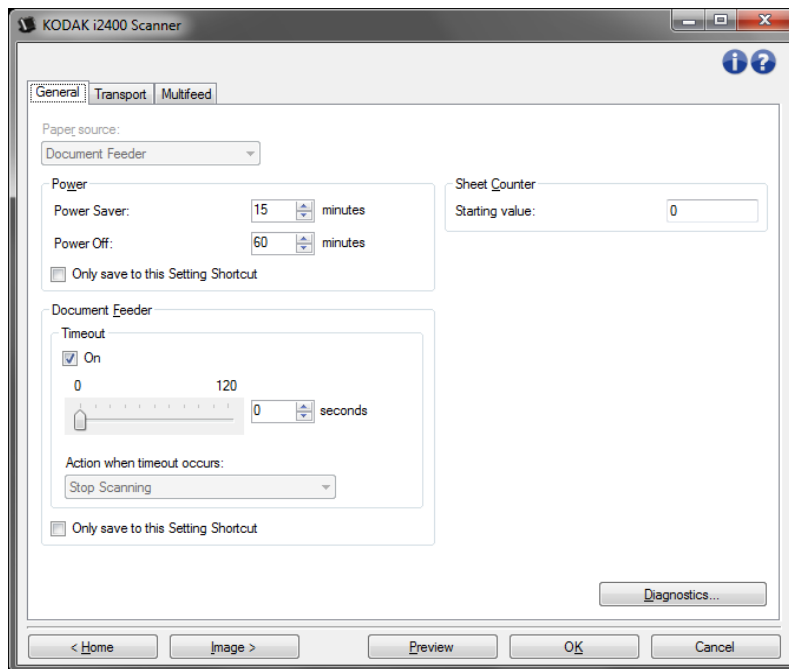 KODAK i2400 Scanner
General Transport Multifeed
Paper source:
Document Feeder
Power
Power Saver: 15 minutes
Power Off: 60 minutes
Only save to this Setting Shortcut
Sheet Counter
Starting value: 0
Document Feeder
Timeout
On
0 120
0 seconds
Action when timeout occurs:
Stop Scanning
Only save to this Setting Shortcut
Diagnostics...
< Home Image > Preview OK Cancel